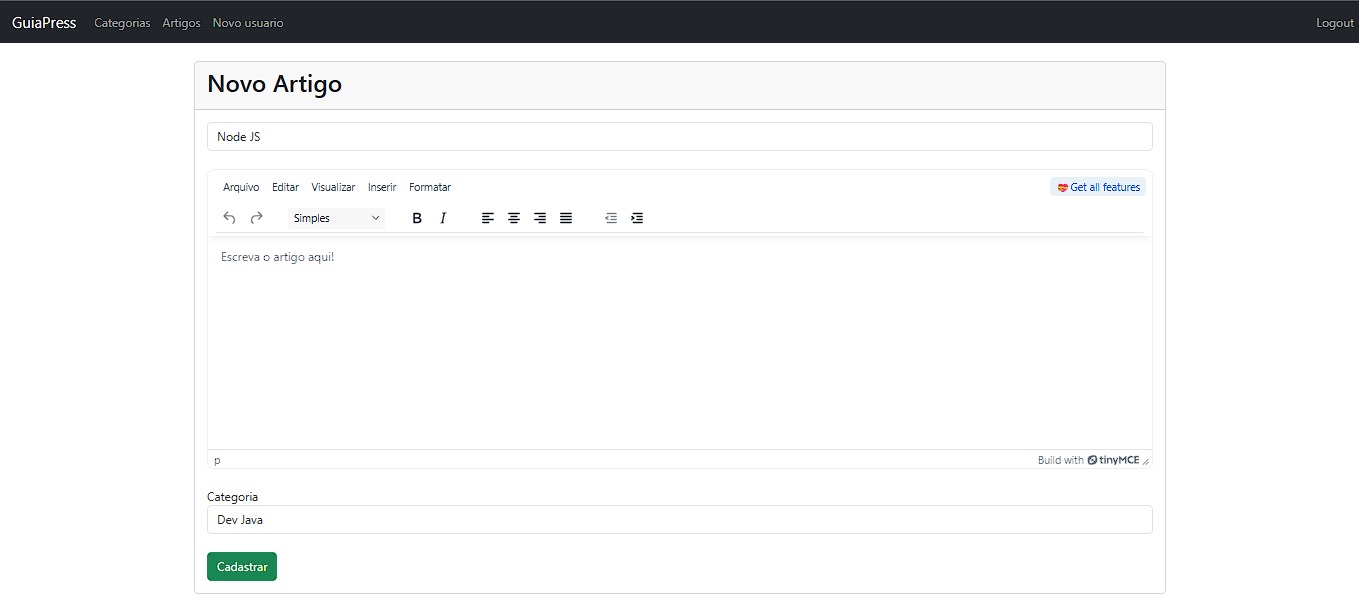 GuiaPress Categorias Artigos Novo usuario Logout
Novo Artigo
Node JS
Arquivo Editar Visualizar Inserir Formatar Get all features
Simples B I
Escreva o artigo aqui!
p Build with tinyMCE
Categoria
Dev Java
Cadastrar